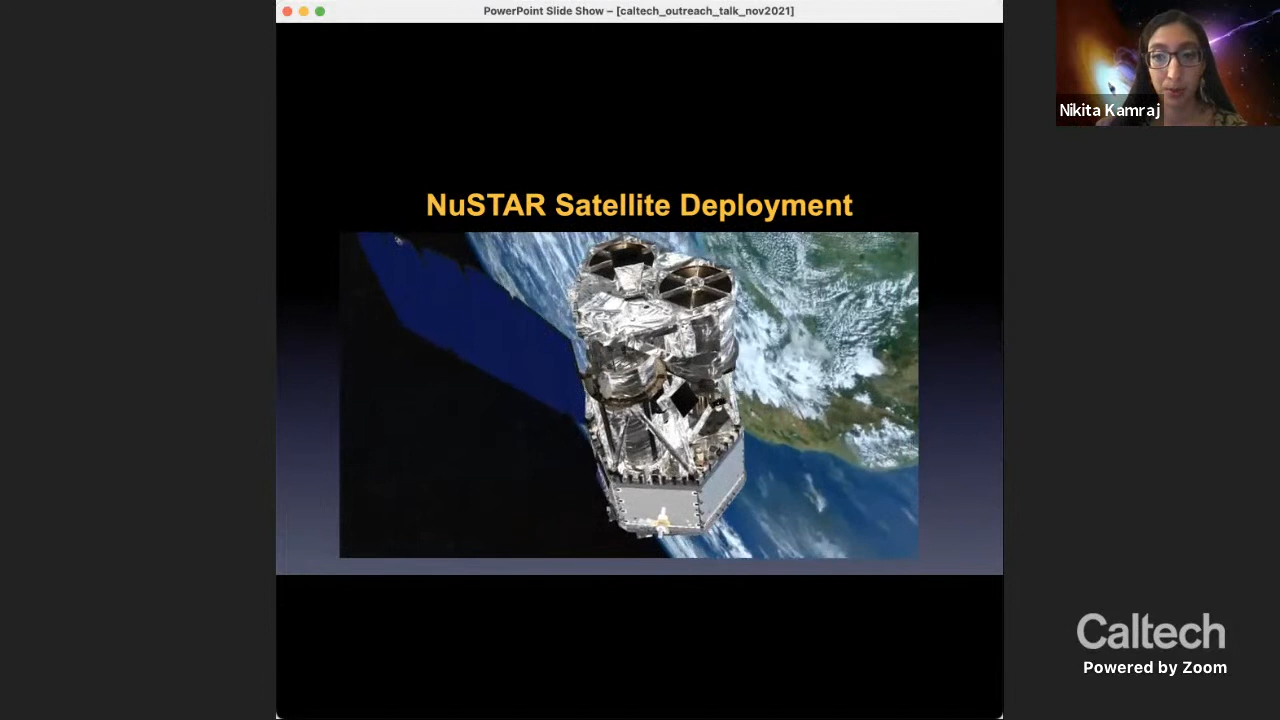 PowerPoint Slide Show – [caltech_outreach_talk_nov2021]
Nikita Kamraj
NuSTAR Satellite Deployment
Caltech
Powered by Zoom